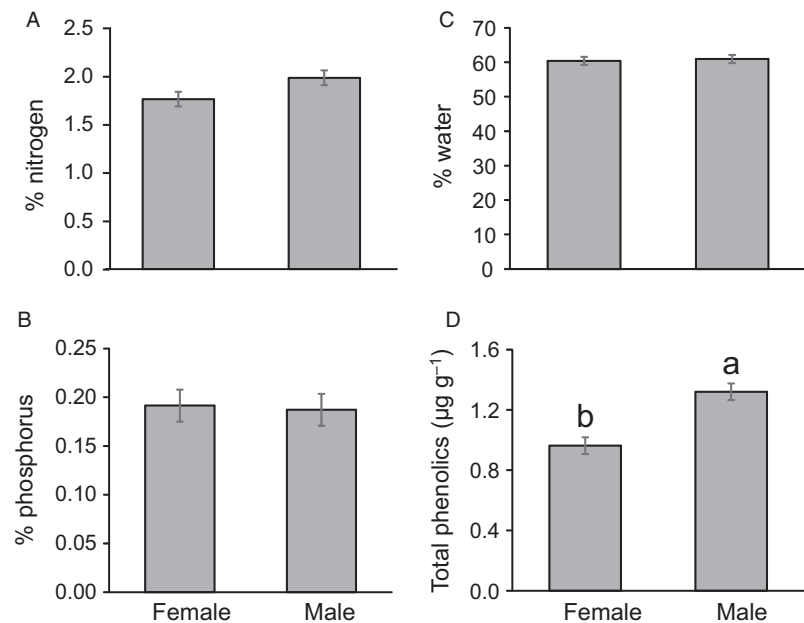 A
% nitrogen
2.5
2.0
1.5
1.0
0.5
0.0
C
% water
70
60
50
40
30
20
10
0
B
% phosphorus
0.25
0.20
0.15
0.10
0.05
0.00
Female Male
D
Total phenolics (µg g⁻¹)
1.6
1.2
0.8
0.4
0.0
b
a
Female Male